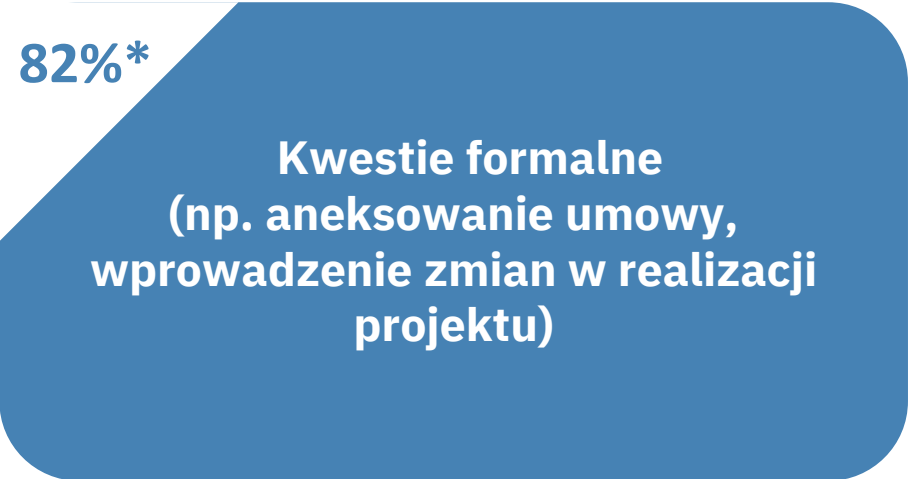 82%*
Kwestie formalne
(np. aneksowanie umowy,
wprowadzenie zmian w realizacji
projektu)